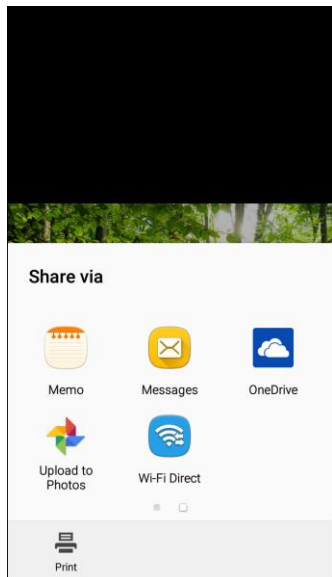 Share via
Memo
Messages
OneDrive
Upload to
Photos
Wi-Fi Direct
Print